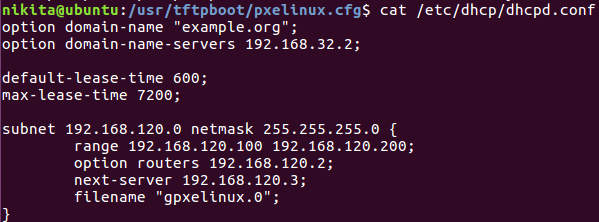 nikita@ubuntu:/usr/tftpboot/pxelinux.cfg$ cat /etc/dhcp/dhcpd.conf
option domain-name "example.org";
option domain-name-servers 192.168.32.2;

default-lease-time 600;
max-lease-time 7200;

subnet 192.168.120.0 netmask 255.255.255.0 {
        range 192.168.120.100 192.168.120.200;
        option routers 192.168.120.2;
        next-server 192.168.120.3;
        filename "gpxelinux.0";
}